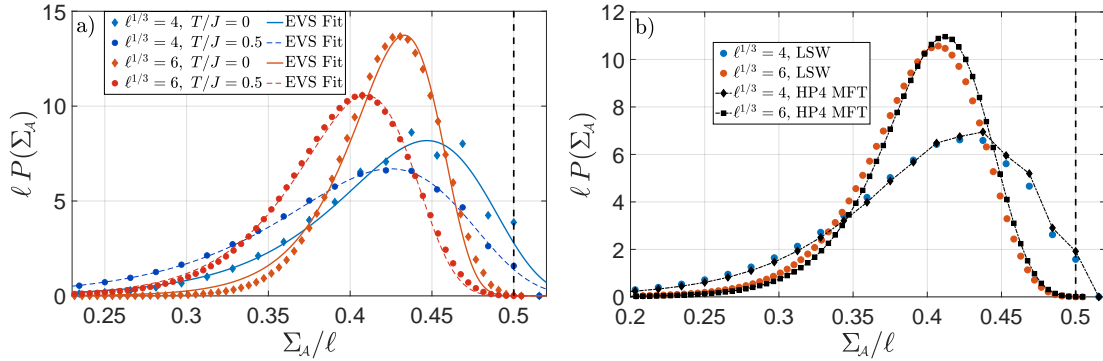 a)
ℓ^{1/3} = 4, T/J = 0 EVS Fit
ℓ^{1/3} = 4, T/J = 0.5 EVS Fit
ℓ^{1/3} = 6, T/J = 0 EVS Fit
ℓ^{1/3} = 6, T/J = 0.5 EVS Fit
15
10
5
0
ℓ P(Σ_𝒜)
0.25 0.3 0.35 0.4 0.45 0.5
Σ_𝒜/ℓ
b)
ℓ^{1/3} = 4, LSW
ℓ^{1/3} = 6, LSW
ℓ^{1/3} = 4, HP4 MFT
ℓ^{1/3} = 6, HP4 MFT
12
10
8
6
4
2
0
ℓ P(Σ_𝒜)
0.2 0.25 0.3 0.35 0.4 0.45 0.5
Σ_𝒜/ℓ